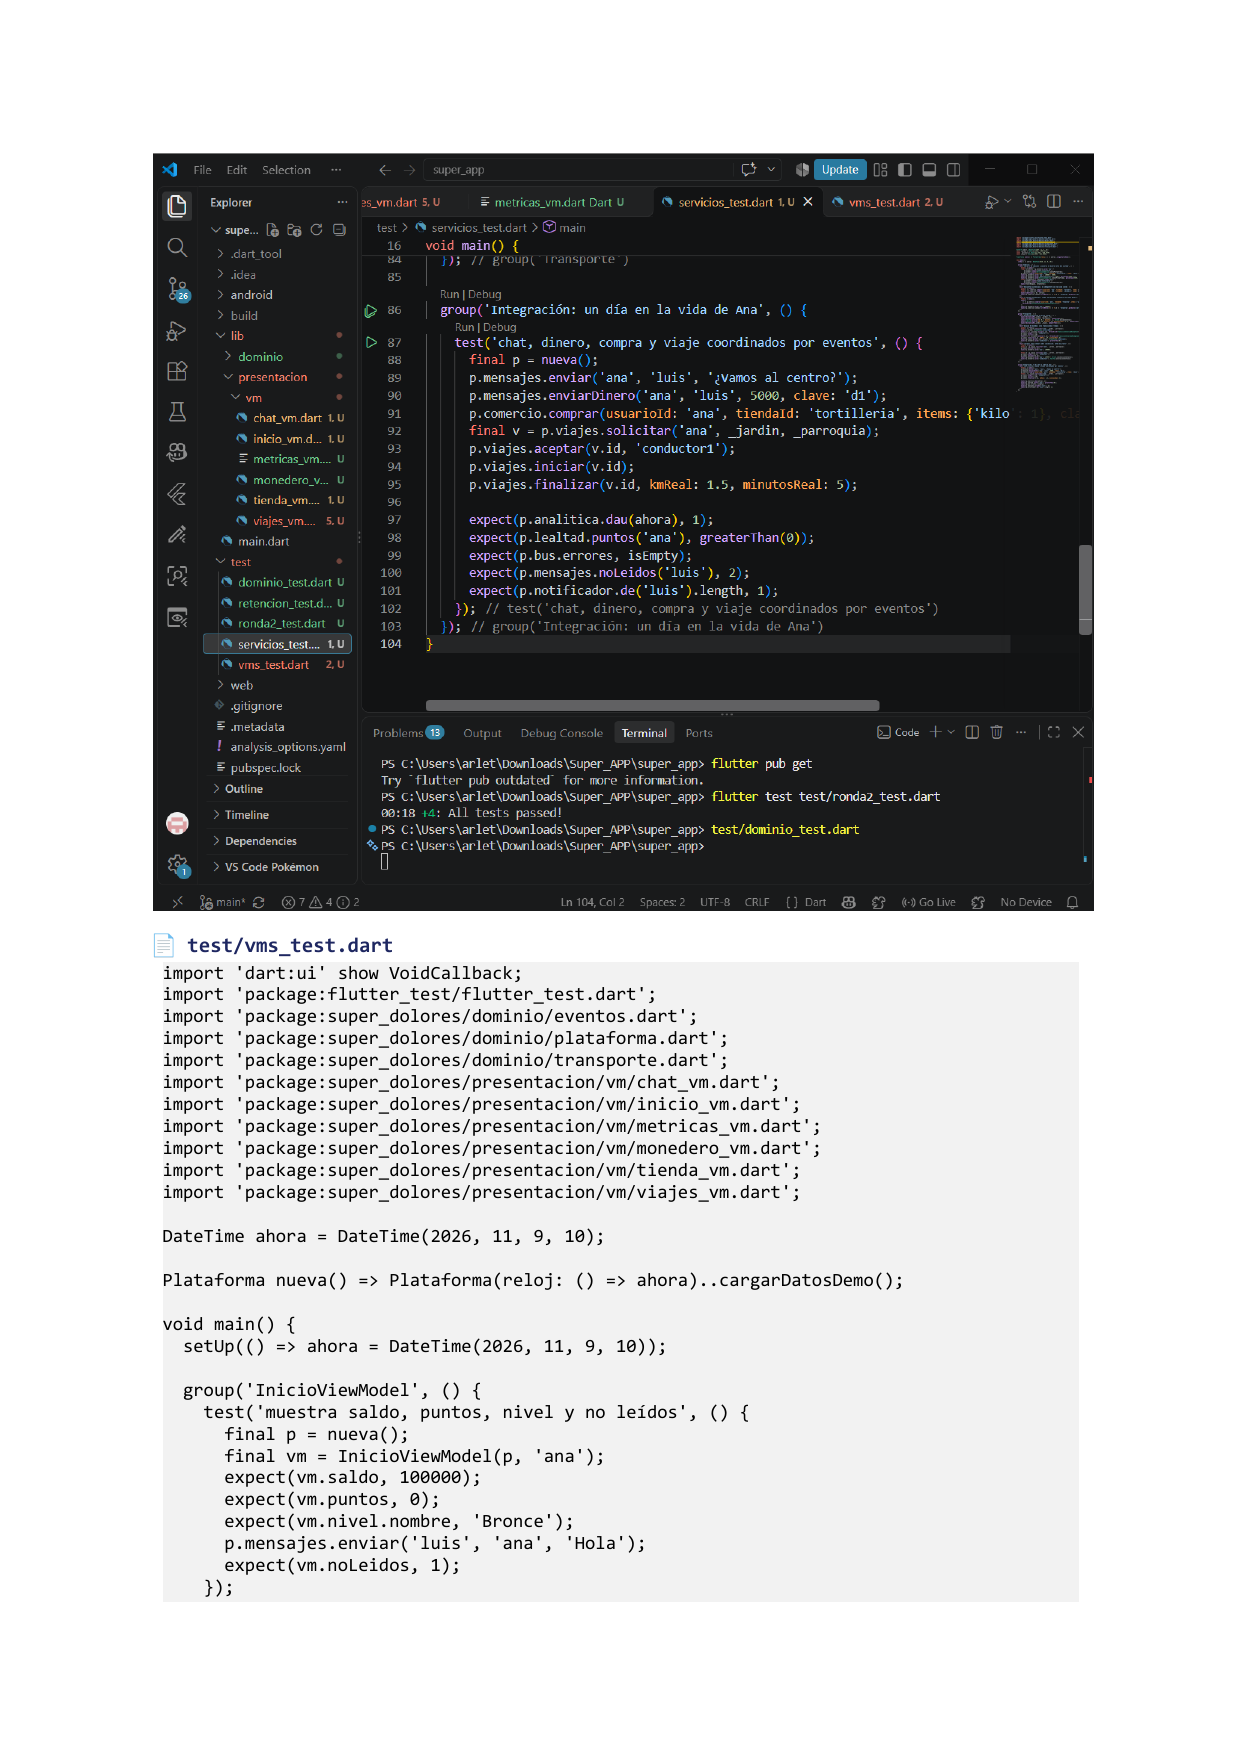 File Edit Selection ··· super_app Update
Explorer ···
es_vm.dart 5, U metricas_vm.dart Dart U servicios_test.dart 1, U vms_test.dart 2, U ···
test > servicios_test.dart > main
supe...
.dart_tool
.idea
android
build
lib
dominio
presentacion
vm
chat_vm.dart 1, U
inicio_vm.d... 1, U
metricas_vm.... U
monedero_v... U
tienda_vm.... 1, U
viajes_vm.... 5, U
main.dart
test
dominio_test.dart U
retencion_test.d... U
ronda2_test.dart U
servicios_test.... 1, U
vms_test.dart 2, U
web
.gitignore
.metadata
analysis_options.yaml
pubspec.lock
Outline
Timeline
Dependencies
VS Code Pokémon
26
1
16 void main() {
84 }); // group('Transporte')
85
Run | Debug
86 group('Integración: un día en la vida de Ana', () {
Run | Debug
87 test('chat, dinero, compra y viaje coordinados por eventos', () {
88 final p = nueva();
89 p.mensajes.enviar('ana', 'luis', '¿Vamos al centro?');
90 p.mensajes.enviarDinero('ana', 'luis', 5000, clave: 'd1');
91 p.comercio.comprar(usuarioId: 'ana', tiendaId: 'tortilleria', items: {'kilo': 1}, cla
92 final v = p.viajes.solicitar('ana', _jardin, _parroquia);
93 p.viajes.aceptar(v.id, 'conductor1');
94 p.viajes.iniciar(v.id);
95 p.viajes.finalizar(v.id, kmReal: 1.5, minutosReal: 5);
96
97 expect(p.analitica.dau(ahora), 1);
98 expect(p.lealtad.puntos('ana'), greaterThan(0));
99 expect(p.bus.errores, isEmpty);
100 expect(p.mensajes.noLeidos('luis'), 2);
101 expect(p.notificador.de('luis').length, 1);
102 }); // test('chat, dinero, compra y viaje coordinados por eventos')
103 }); // group('Integración: un día en la vida de Ana')
104 }
Problems 13 Output Debug Console Terminal Ports Code ···
PS C:\Users\arlet\Downloads\Super_APP\super_app> flutter pub get
Try `flutter pub outdated` for more information.
PS C:\Users\arlet\Downloads\Super_APP\super_app> flutter test test/ronda2_test.dart
00:18 +4: All tests passed!
PS C:\Users\arlet\Downloads\Super_APP\super_app> test/dominio_test.dart
PS C:\Users\arlet\Downloads\Super_APP\super_app>
main* 7 4 2 Ln 104, Col 2 Spaces: 2 UTF-8 CRLF { } Dart Go Live No Device
test/vms_test.dart
import 'dart:ui' show VoidCallback;
import 'package:flutter_test/flutter_test.dart';
import 'package:super_dolores/dominio/eventos.dart';
import 'package:super_dolores/dominio/plataforma.dart';
import 'package:super_dolores/dominio/transporte.dart';
import 'package:super_dolores/presentacion/vm/chat_vm.dart';
import 'package:super_dolores/presentacion/vm/inicio_vm.dart';
import 'package:super_dolores/presentacion/vm/metricas_vm.dart';
import 'package:super_dolores/presentacion/vm/monedero_vm.dart';
import 'package:super_dolores/presentacion/vm/tienda_vm.dart';
import 'package:super_dolores/presentacion/vm/viajes_vm.dart';
DateTime ahora = DateTime(2026, 11, 9, 10);
Plataforma nueva() => Plataforma(reloj: () => ahora)..cargarDatosDemo();
void main() {
setUp(() => ahora = DateTime(2026, 11, 9, 10));
group('InicioViewModel', () {
test('muestra saldo, puntos, nivel y no leídos', () {
final p = nueva();
final vm = InicioViewModel(p, 'ana');
expect(vm.saldo, 100000);
expect(vm.puntos, 0);
expect(vm.nivel.nombre, 'Bronce');
p.mensajes.enviar('luis', 'ana', 'Hola');
expect(vm.noLeidos, 1);
});